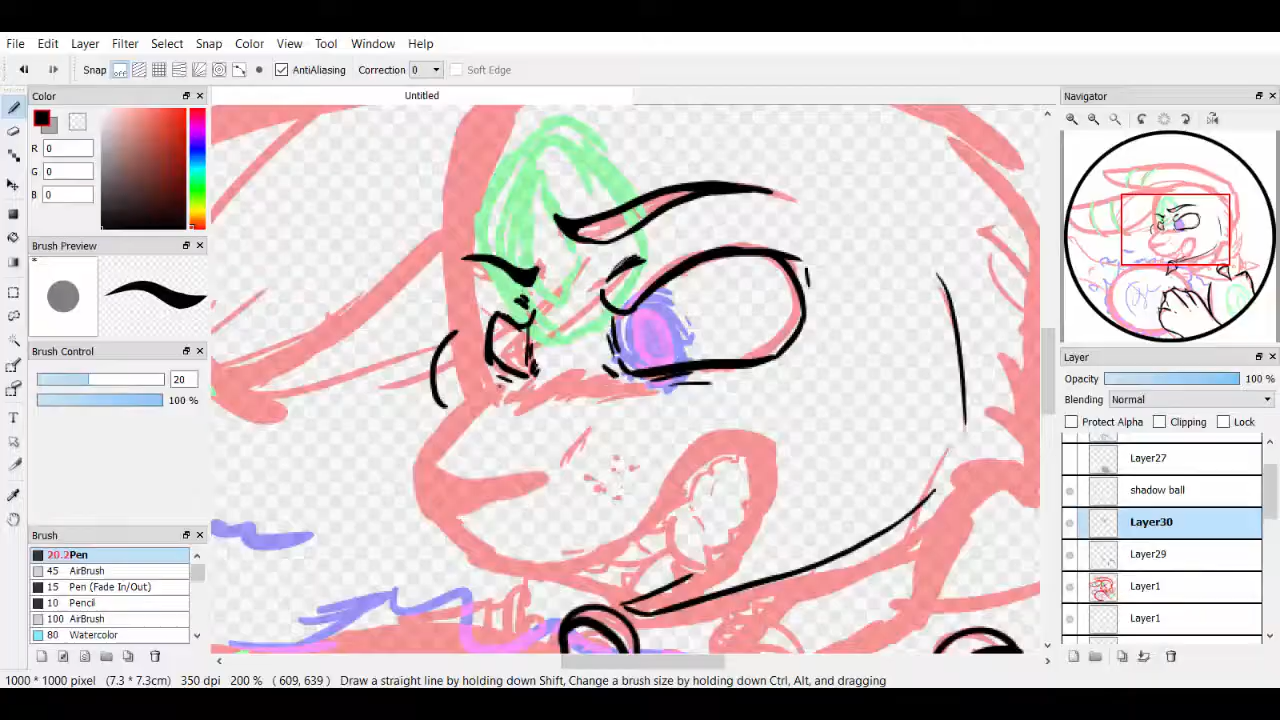 File Edit Layer Filter Select Snap Color View Tool Window Help
Snap off AntiAliasing Correction 0 Soft Edge
Color
R 0
G 0
B 0
Brush Preview
*
Brush Control
20
100 %
Brush
20.2 Pen
45 AirBrush
15 Pen (Fade In/Out)
10 Pencil
100 AirBrush
80 Watercolor
Untitled
Navigator
Layer
Opacity 100 %
Blending Normal
Protect Alpha Clipping Lock
Layer27
shadow ball
Layer30
Layer29
Layer1
Layer1
1000 * 1000 pixel (7.3 * 7.3cm) 350 dpi 200 % ( 609, 639 ) Draw a straight line by holding down Shift, Change a brush size by holding down Ctrl, Alt, and dragging